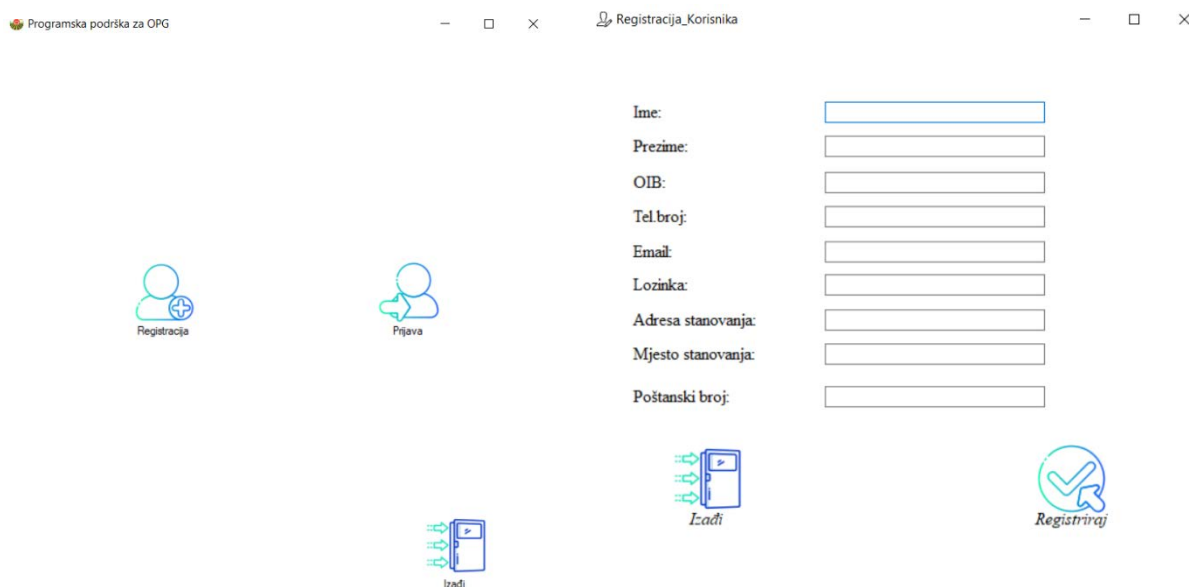 Programska podrška za OPG
Registracija
Prijava
Izađi
Registracija_Korisnika
Ime:
Prezime:
OIB:
Tel.broj:
Email:
Lozinka:
Adresa stanovanja:
Mjesto stanovanja:
Poštanski broj:
Izađi
Registriraj